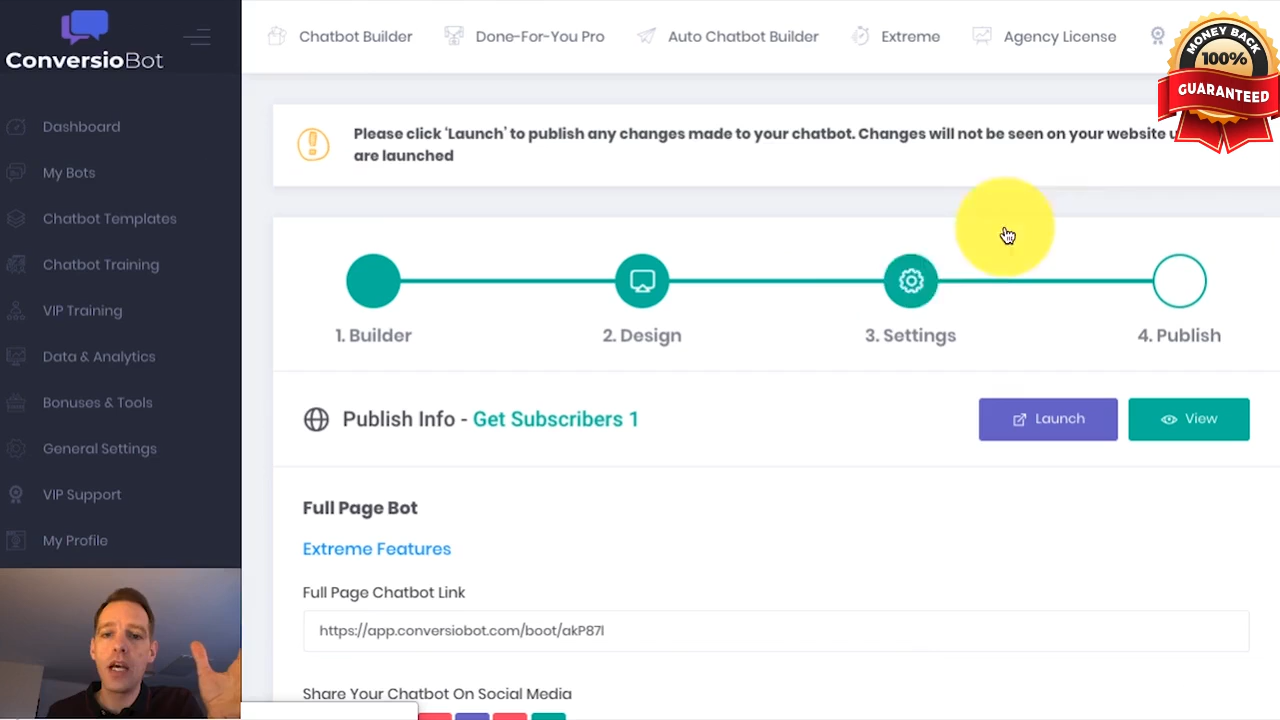 ConversioBot
Chatbot Builder
Done-For-You Pro
Auto Chatbot Builder
Extreme
Agency License
MONEY BACK
100%
GUARANTEED
Dashboard
My Bots
Chatbot Templates
Chatbot Training
VIP Training
Data & Analytics
Bonuses & Tools
General Settings
VIP Support
My Profile
Please click 'Launch' to publish any changes made to your chatbot. Changes will not be seen on your website
are launched
1. Builder
2. Design
3. Settings
4. Publish
Publish Info - Get Subscribers 1
Launch
View
Full Page Bot
Extreme Features
Full Page Chatbot Link
https://app.conversiobot.com/boot/akP87l
Share Your Chatbot On Social Media